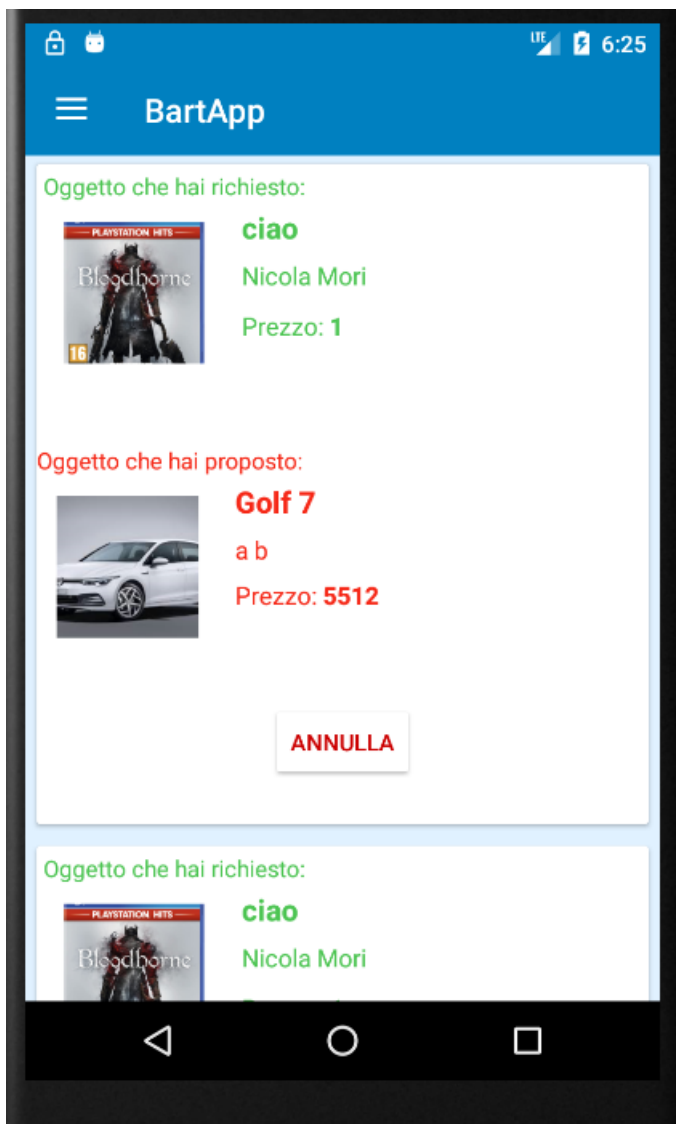 LTE 6:25
BartApp
Oggetto che hai richiesto:
PLAYSTATION HITS
Bloodborne
16
ciao
Nicola Mori
Prezzo: 1
Oggetto che hai proposto:
Golf 7
a b
Prezzo: 5512
ANNULLA
Oggetto che hai richiesto:
PLAYSTATION HITS
Bloodborne
ciao
Nicola Mori